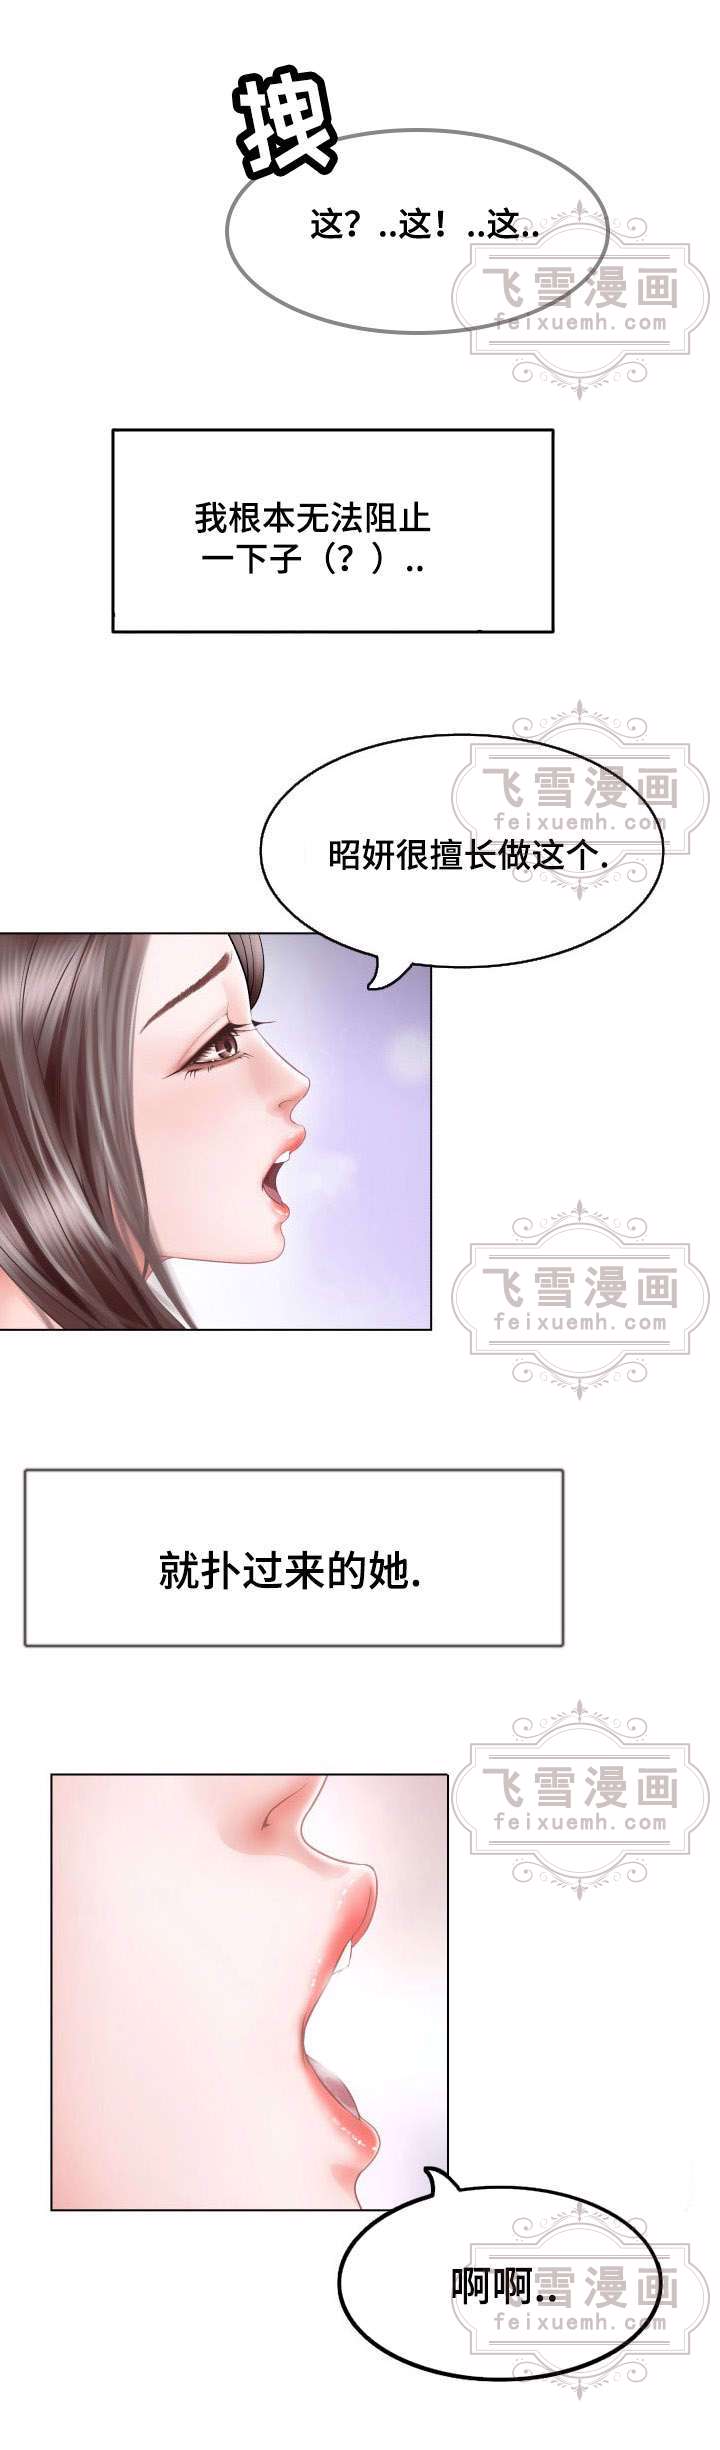 拽
这？..这！..这..
飞雪漫画
feixuemh.com
我根本无法阻止
一下子（？）..
飞雪漫画
feixuemh.com
昭妍很擅长做这个.
飞雪漫画
feixuemh.com
就扑过来的她.
飞雪漫画
feixuemh.com
啊啊..
飞雪漫画
feixuemh.com